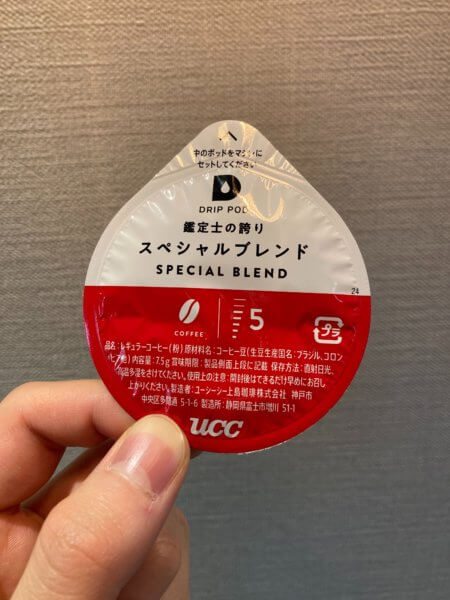 中のポッドをマシンに
セットしてください
DRIP POD
鑑定士の誇り
スペシャルブレンド
SPECIAL BLEND
24
COFFEE
5
プラ
品名:レギュラーコーヒー(粉)原材料名:コーヒー豆(生豆生産国名:ブラジル、コロン
ビア他)内容量:7.5g 賞味期限:製品側面上段に記載 保存方法:直射日光、
高温多湿をさけてください。使用上の注意:開封後はできるだけ早めにお召し
上がりください。製造者:ユーシーシー上島珈琲株式会社 神戸市
中央区多聞通 5-1-6 製造所:静岡県富士市増川 51-1
UCC